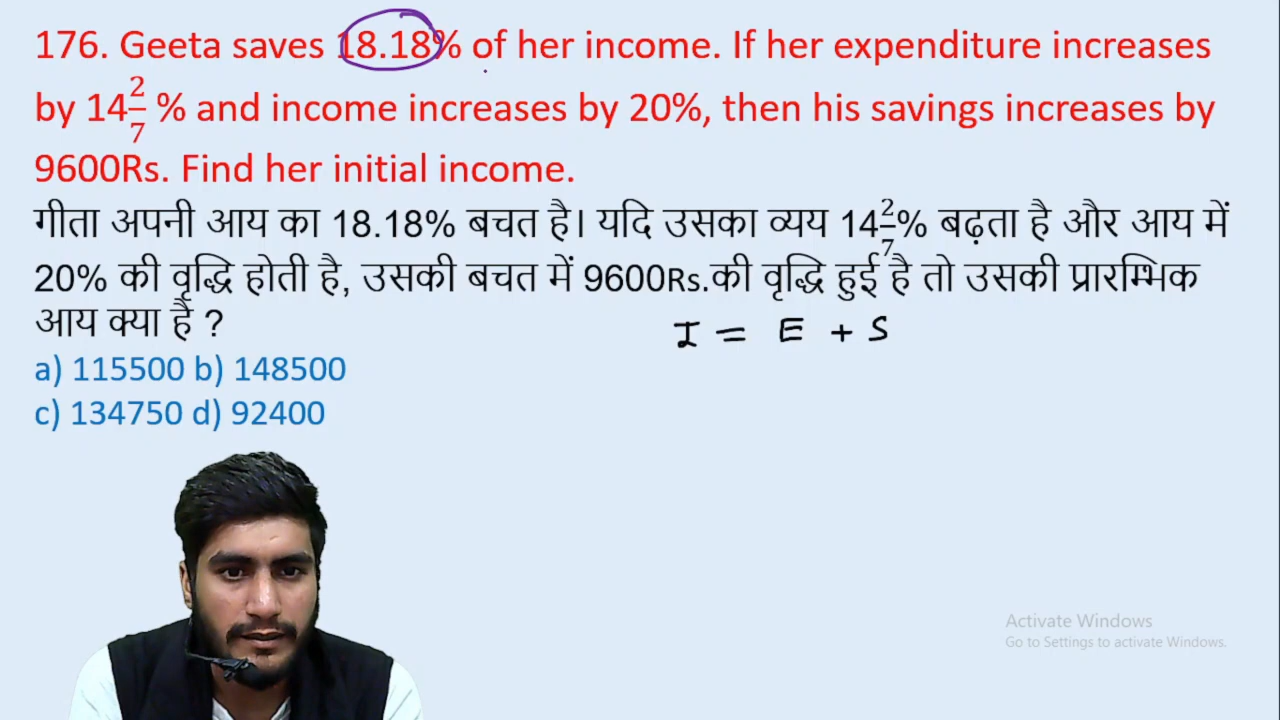 176. Geeta saves 18.18% of her income. If her expenditure increases
by 14 2/7 % and income increases by 20%, then his savings increases by
9600Rs. Find her initial income.
गीता अपनी आय का 18.18% बचत है। यदि उसका व्यय 14 2/7% बढ़ता है और आय में
20% की वृद्धि होती है, उसकी बचत में 9600Rs.की वृद्धि हुई है तो उसकी प्रारम्भिक
आय क्या है ?
I = E + S
a) 115500 b) 148500
c) 134750 d) 92400
Activate Windows
Go to Settings to activate Windows.